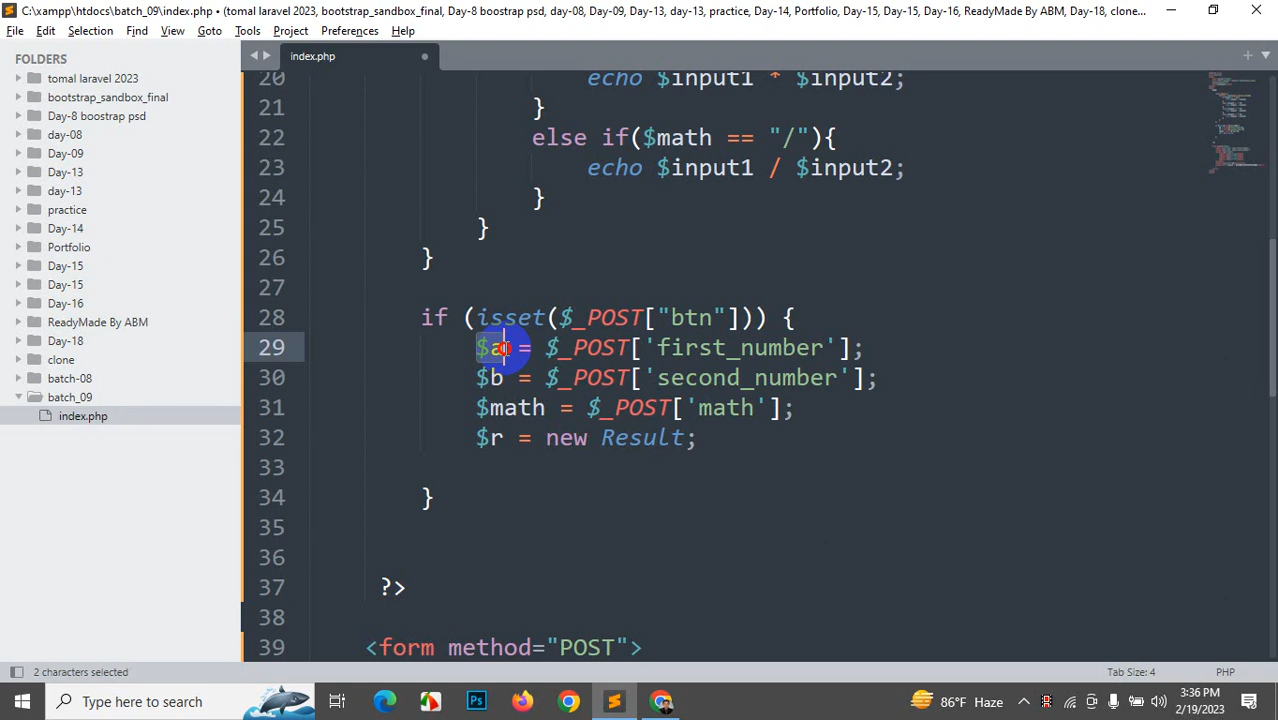 C:\xampp\htdocs\batch_09\index.php • (tomal laravel 2023, bootstrap_sandbox_final, Day-8 boostrap psd, day-08, Day-09, Day-13, day-13, practice, Day-14, Portfolio, Day-15, Day-15, Day-16, ReadyMade By ABM, Day-18, clone...
File Edit Selection Find View Goto Tools Project Preferences Help
FOLDERS
tomal laravel 2023
bootstrap_sandbox_final
Day-8 boostrap psd
day-08
Day-09
Day-13
day-13
practice
Day-14
Portfolio
Day-15
Day-15
Day-16
ReadyMade By ABM
Day-18
clone
batch-08
batch_09
index.php
index.php
20 echo $input1 * $input2;
21 }
22 else if($math == "/"){
23 echo $input1 / $input2;
24 }
25 }
26 }
27
28 if (isset($_POST["btn"])) {
29 $a = $_POST['first_number'];
30 $b = $_POST['second_number'];
31 $math = $_POST['math'];
32 $r = new Result;
33
34 }
35
36
37 ?>
38
39 <form method="POST">
2 characters selected
Tab Size: 4
PHP
Type here to search
86°F Haze
3:36 PM
2/19/2023